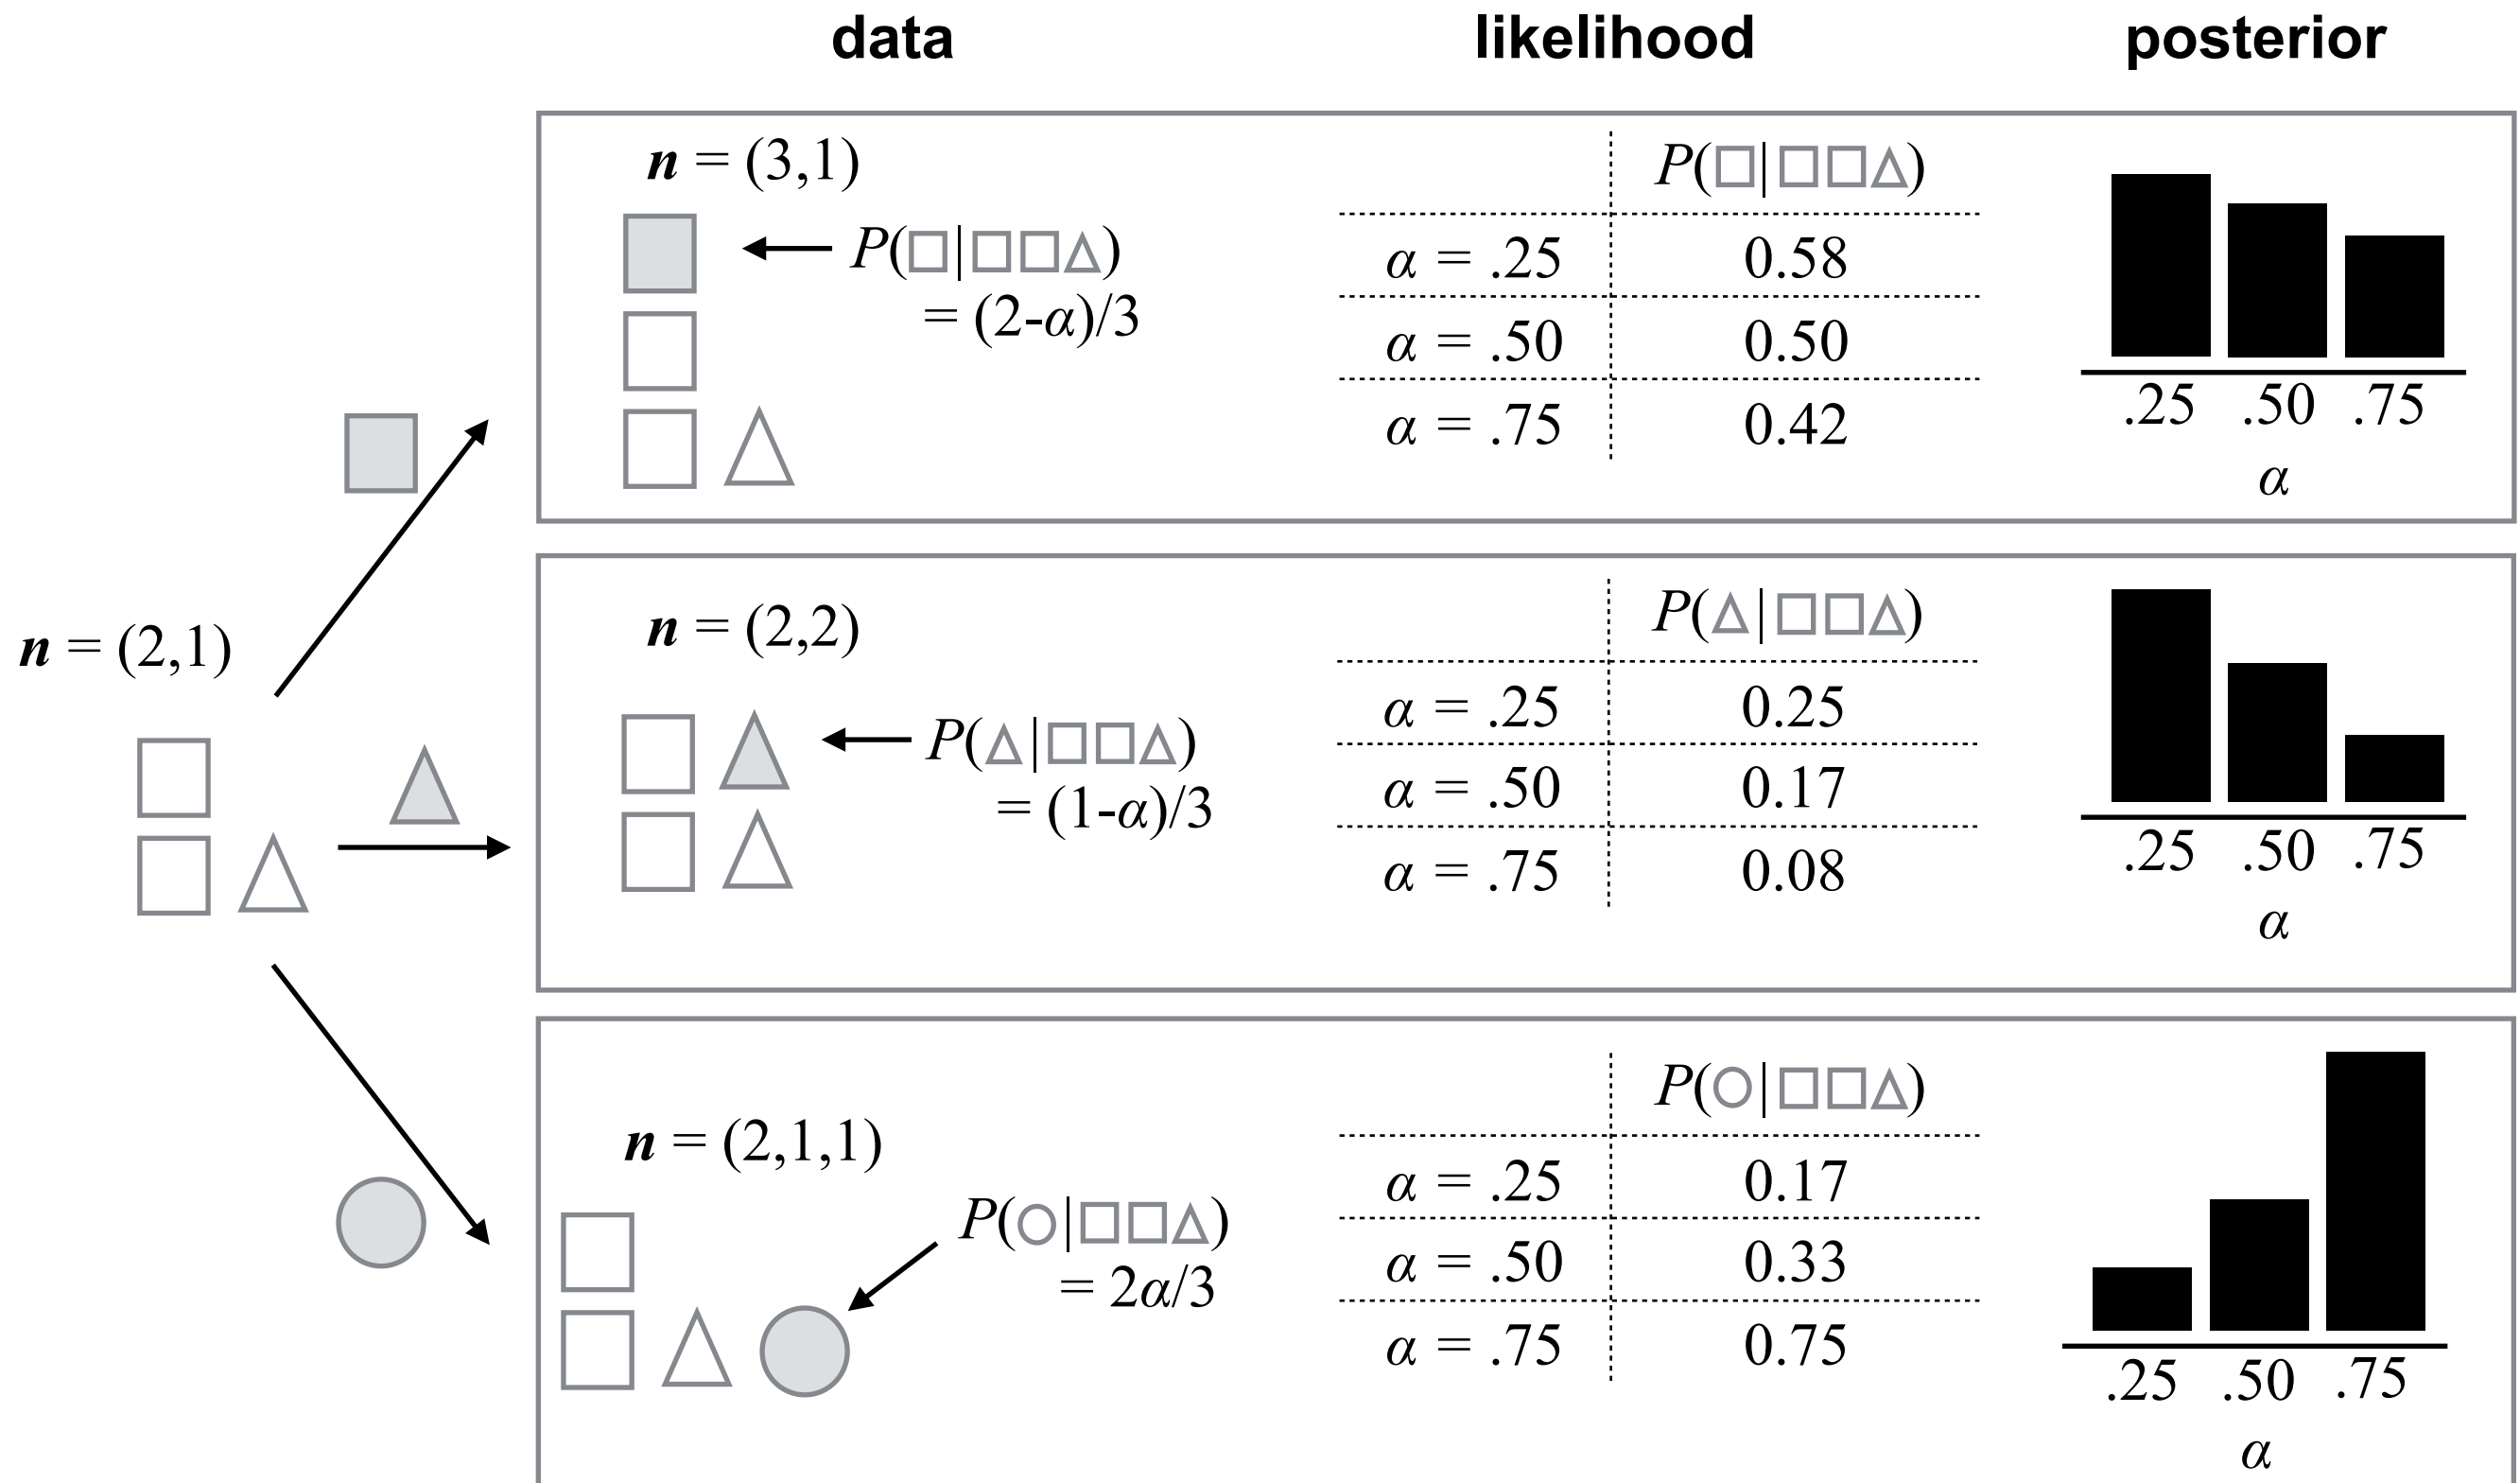 data likelihood posterior
n = (2,1)
n = (3,1)
P(□|□□△)
= (2-α)/3
P(□|□□△)
α = .25 0.58
α = .50 0.50
α = .75 0.42
.25 .50 .75
α
n = (2,2)
P(△|□□△)
= (1-α)/3
P(△|□□△)
α = .25 0.25
α = .50 0.17
α = .75 0.08
.25 .50 .75
α
n = (2,1,1)
P(○|□□△)
= 2α/3
P(○|□□△)
α = .25 0.17
α = .50 0.33
α = .75 0.75
.25 .50 .75
α